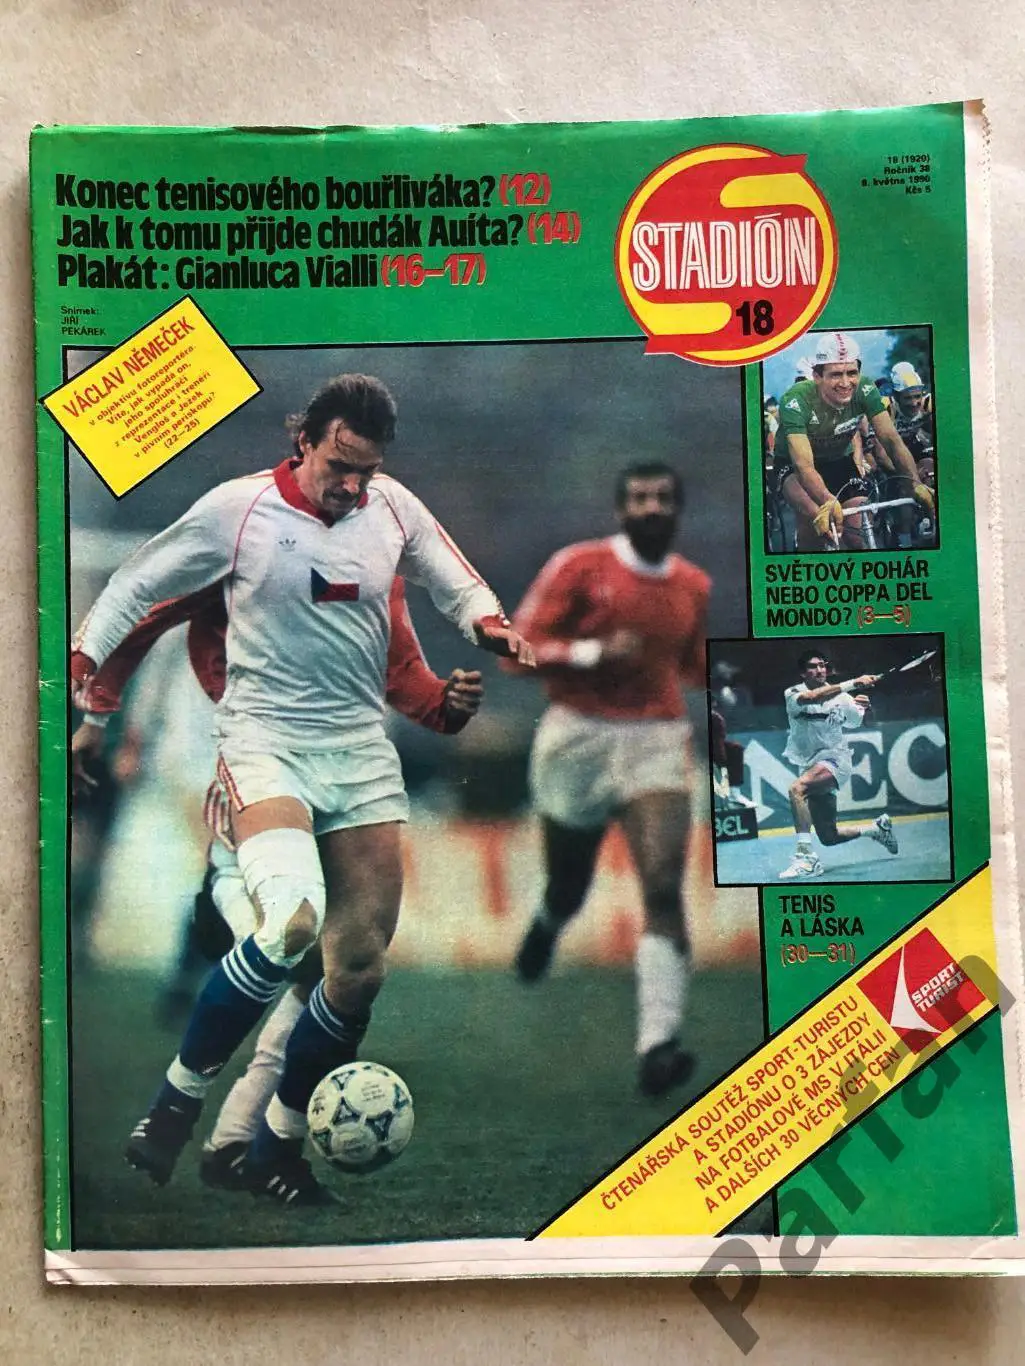 Konec tenisového bouřliváka? (12)
Jak k tomu přijde chudák Auíta? (14)
Plakát: Gianluca Vialli (16—17)
Snímek:
JIŘÍ
PEKÁREK
STADIÓN
18
18 (1920)
Ročník 38
8. května 1990
Kčs 5
VÁCLAV NĚMEČEK
v objektivu fotoreportéra.
Víte, jak vypadá on,
jeho spoluhráči
z reprezentace i trenéři
Vengloš a Ježek
v pivním periskopu?
(22—25)
SVĚTOVÝ POHÁR
NEBO COPPA DEL
MONDO? (3—5)
NEC
BEL
TENIS
A LÁSKA
(30—31)
SPORT
TURIST
ČTENÁŘSKÁ SOUTĚŽ SPORT-TURISTU
A STADIÓNU O 3 ZÁJEZDY
NA FOTBALOVÉ MS V ITÁLII
A DALŠÍCH 30 VĚCNÝCH CEN
Parfan